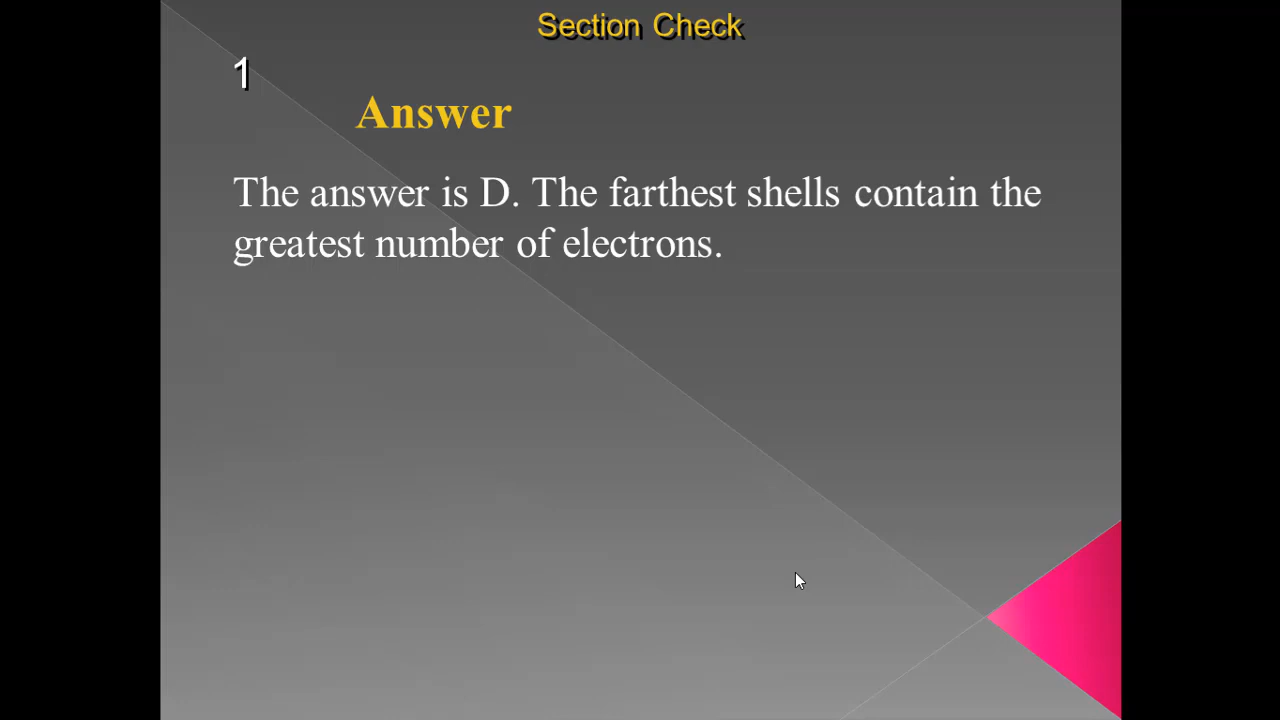 Section Check
1
Answer
The answer is D. The farthest shells contain the
greatest number of electrons.